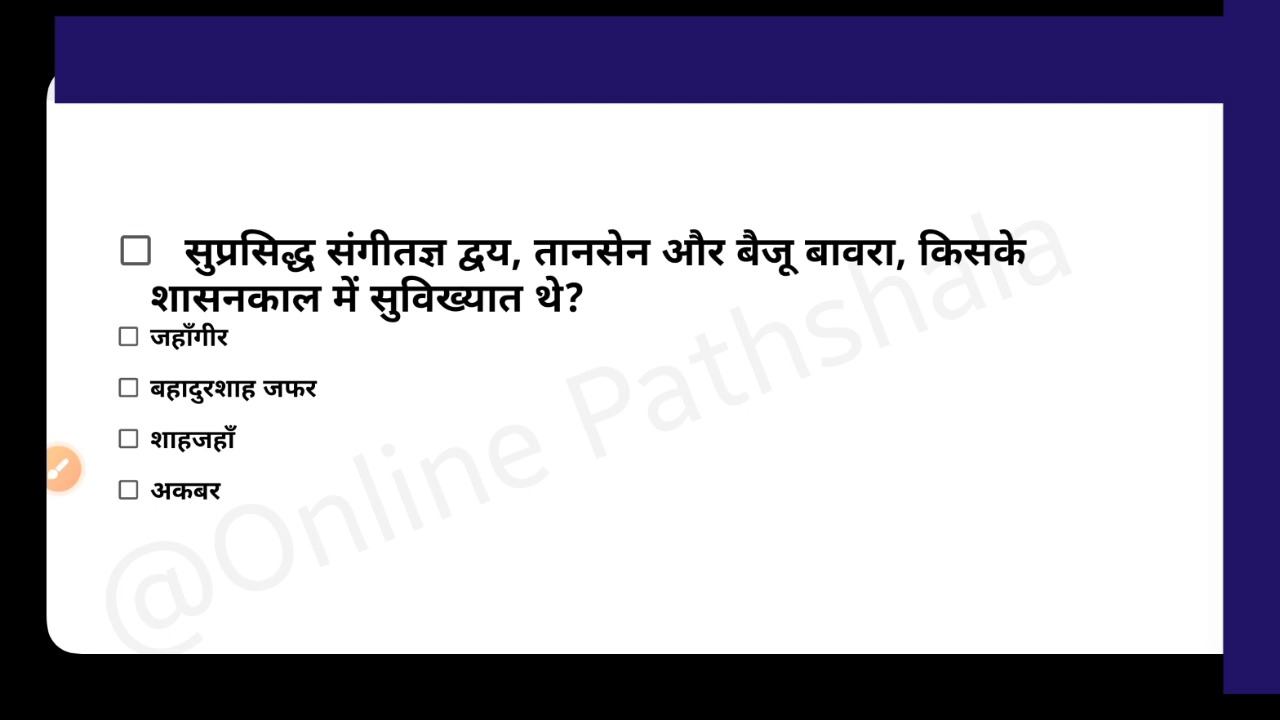 सुप्रसिद्ध संगीतज्ञ द्वय, तानसेन और बैजू बावरा, किसके
शासनकाल में सुविख्यात थे?
जहाँगीर
बहादुरशाह जफर
शाहजहाँ
अकबर
@Online Pathshala